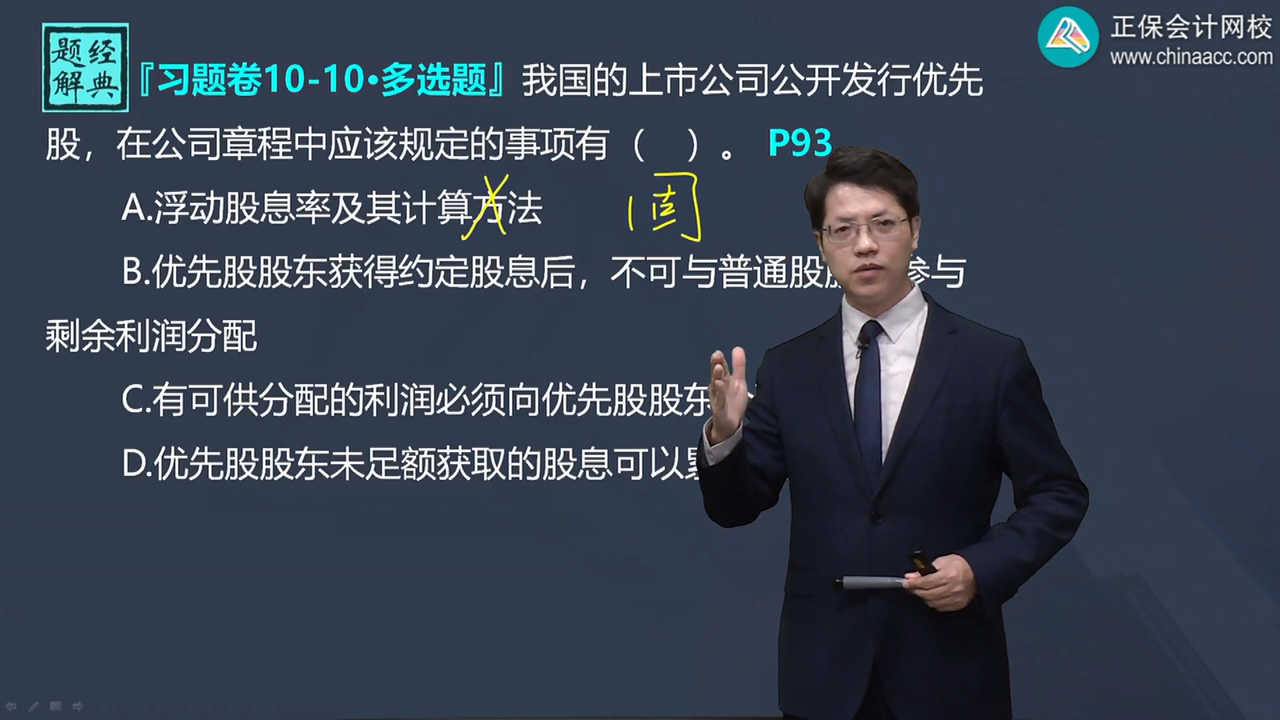 正保会计网校
www.chinaacc.com
经典题解
『习题卷10-10·多选题』我国的上市公司公开发行优先
股，在公司章程中应该规定的事项有（ ）。 P93
A.浮动股息率及其计算方法 固
B.优先股股东获得约定股息后，不可与普通股 参与
剩余利润分配
C.有可供分配的利润必须向优先股股东
D.优先股股东未足额获取的股息可以